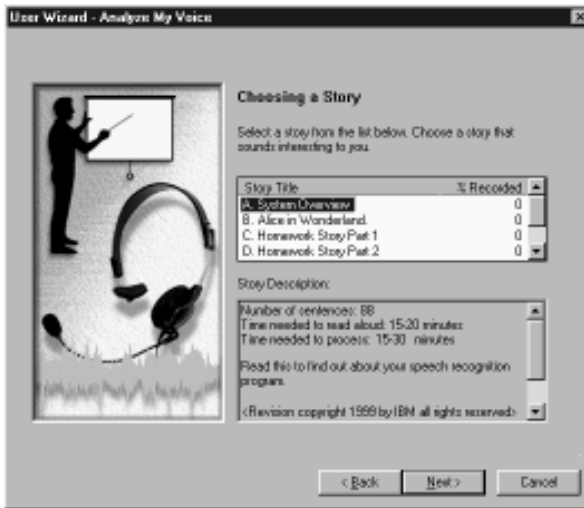 User Wizard - Analyze My Voice
Choosing a Story
Select a story from the list below. Choose a story that
sounds interesting to you.
Story Title % Recorded
A. System Overview 0
B. Alice in Wonderland. 0
C. Homework Story Part 1 0
D. Homework Story Part 2 0
Story Description:
Number of sentences: 88
Time needed to read aloud: 15-20 minutes
Time needed to process: 15-30 minutes
Read this to find out about your speech recognition
program.
<Revision copyright 1999 by IBM all rights reserved>
< Back Next > Cancel